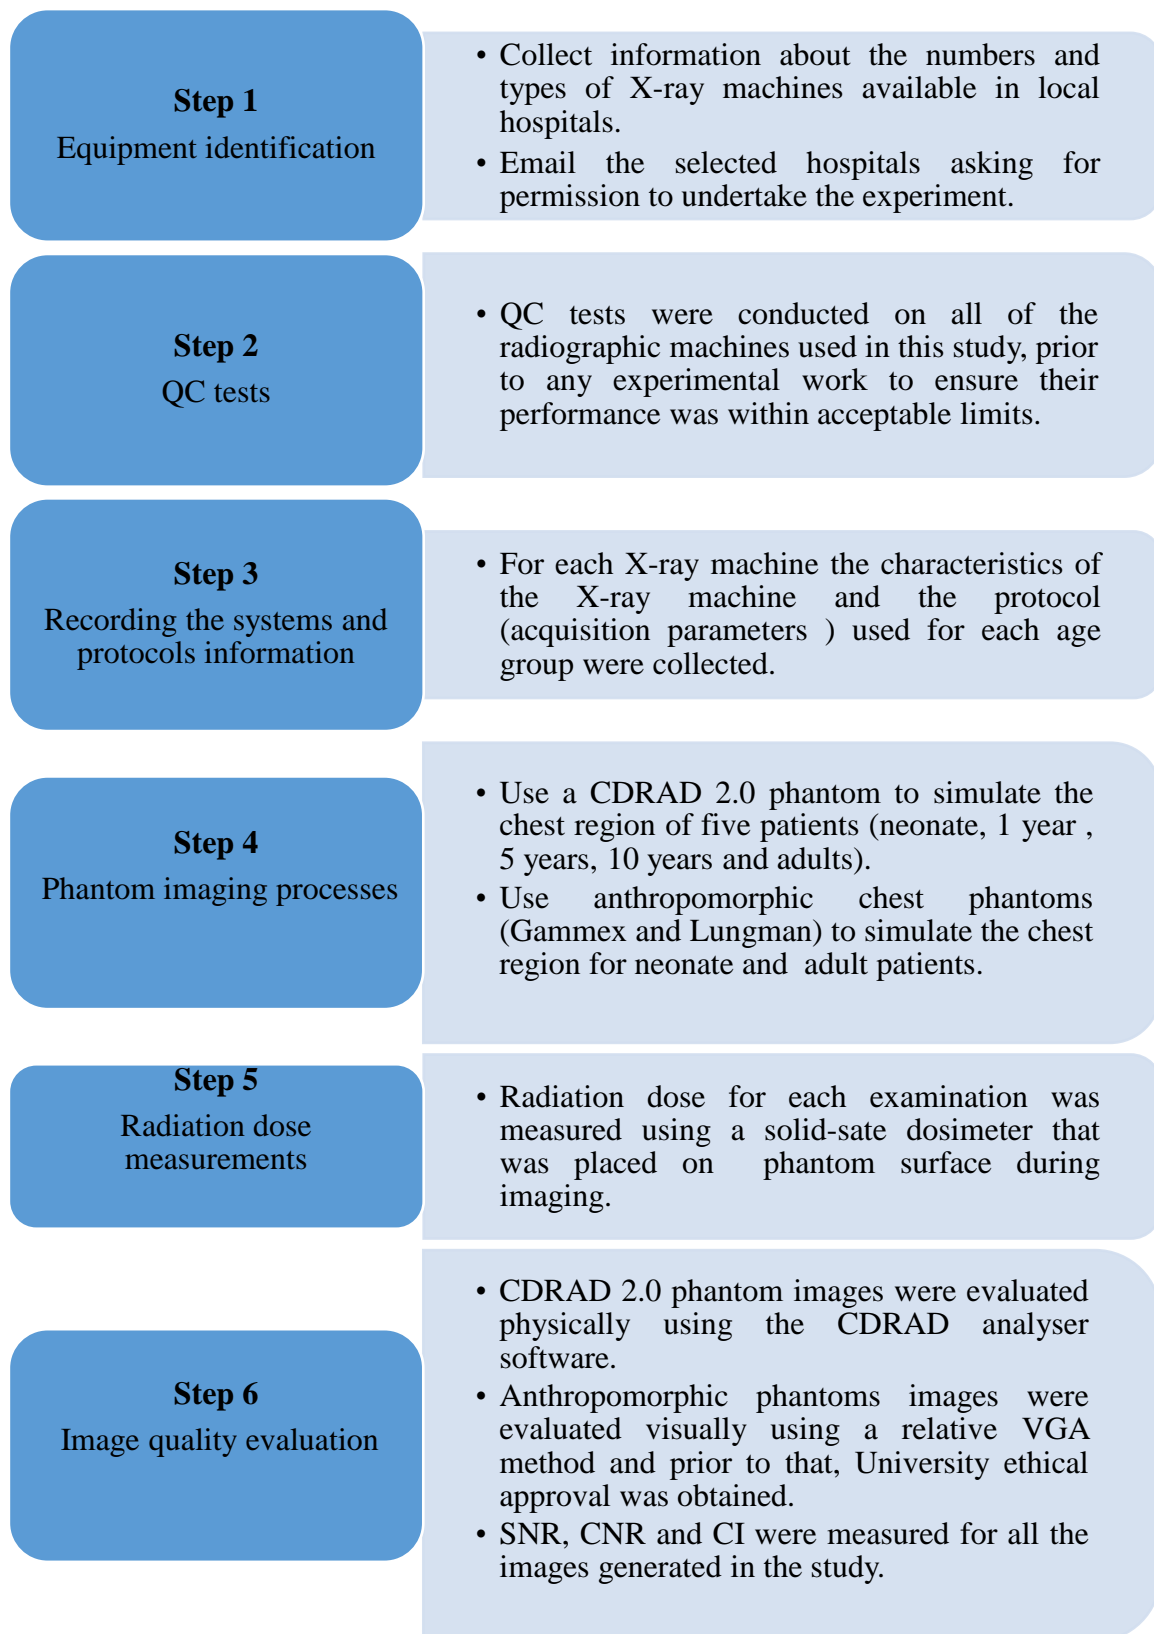 Step 1
Equipment identification
• Collect information about the numbers and
types of X-ray machines available in local
hospitals.
• Email the selected hospitals asking for
permission to undertake the experiment.
Step 2
QC tests
• QC tests were conducted on all of the
radiographic machines used in this study, prior
to any experimental work to ensure their
performance was within acceptable limits.
Step 3
Recording the systems and
protocols information
• For each X-ray machine the characteristics of
the X-ray machine and the protocol
(acquisition parameters ) used for each age
group were collected.
Step 4
Phantom imaging processes
• Use a CDRAD 2.0 phantom to simulate the
chest region of five patients (neonate, 1 year ,
5 years, 10 years and adults).
• Use anthropomorphic chest phantoms
(Gammex and Lungman) to simulate the chest
region for neonate and adult patients.
Step 5
Radiation dose
measurements
• Radiation dose for each examination was
measured using a solid-sate dosimeter that
was placed on phantom surface during
imaging.
Step 6
Image quality evaluation
• CDRAD 2.0 phantom images were evaluated
physically using the CDRAD analyser
software.
• Anthropomorphic phantoms images were
evaluated visually using a relative VGA
method and prior to that, University ethical
approval was obtained.
• SNR, CNR and CI were measured for all the
images generated in the study.